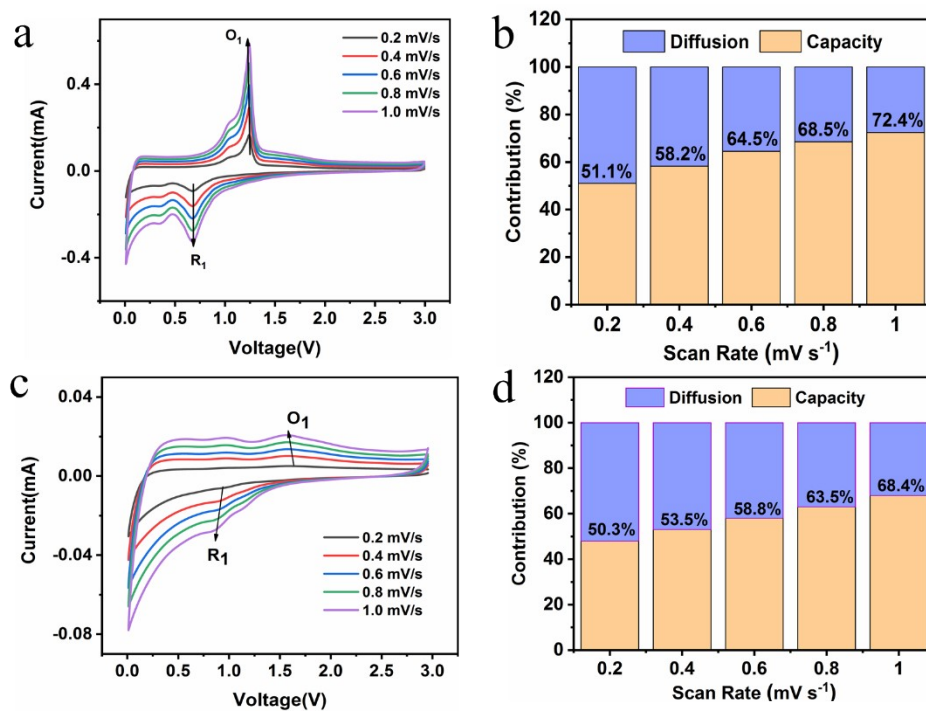 a
O₁
0.2 mV/s
0.4 mV/s
0.6 mV/s
0.8 mV/s
1.0 mV/s
R₁
0.4
0.0
-0.4
Current(mA)
0.0 0.5 1.0 1.5 2.0 2.5 3.0
Voltage(V)
b
Diffusion Capacity
120
100
80
60
40
20
0
Contribution (%)
51.1% 58.2% 64.5% 68.5% 72.4%
0.2 0.4 0.6 0.8 1
Scan Rate (mV s⁻¹)
c
O₁
R₁
0.2 mV/s
0.4 mV/s
0.6 mV/s
0.8 mV/s
1.0 mV/s
0.04
0.00
-0.04
-0.08
Current(mA)
0.0 0.5 1.0 1.5 2.0 2.5 3.0
Voltage(V)
d
Diffusion Capacity
120
100
80
60
40
20
0
Contribution (%)
50.3% 53.5% 58.8% 63.5% 68.4%
0.2 0.4 0.6 0.8 1
Scan Rate (mV s⁻¹)